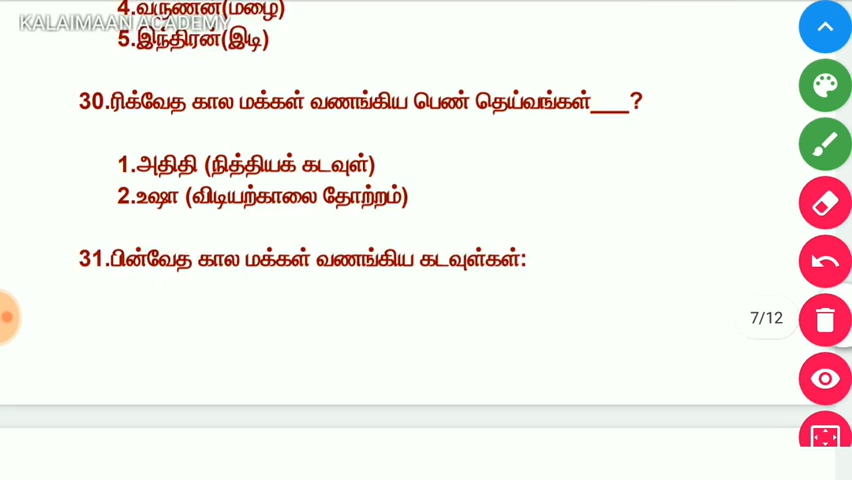 4.வருணன்(மழை)
KALAIMAAN ACADEMY
5.இந்திரன்(இடி)
30.ரிக்வேத கால மக்கள் வணங்கிய பெண் தெய்வங்கள்___?
1.அதிதி (நித்தியக் கடவுள்)
2.உஷா (விடியற்காலை தோற்றம்)
31.பின்வேத கால மக்கள் வணங்கிய கடவுள்கள்:
7/12